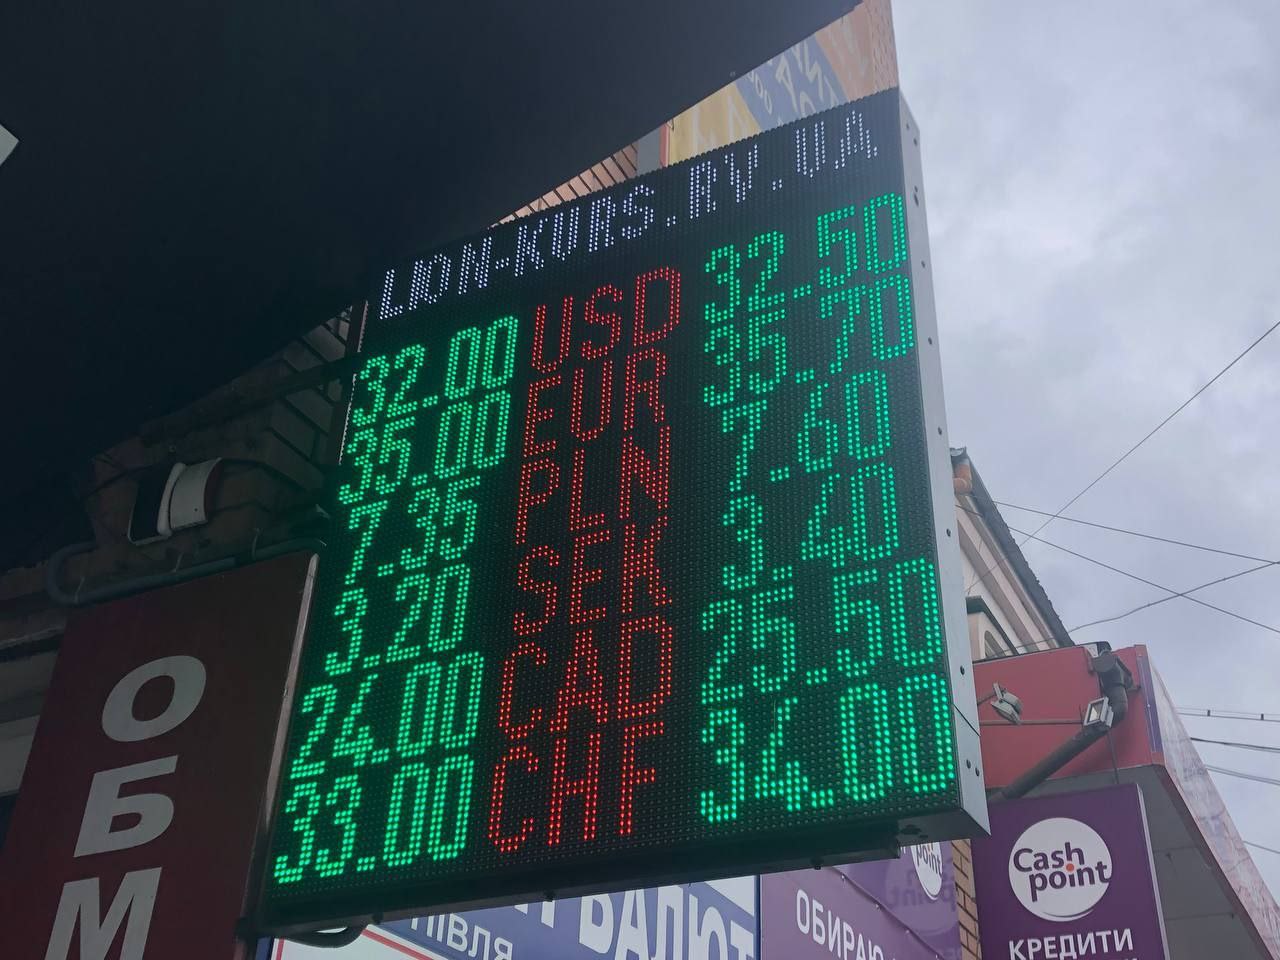 LION-KURS.RV.UA
32.00 USD 32.50
35.00 EUR 35.70
7.35 PLN 7.60
3.20 SEK 3.40
24.00 CAD 25.50
33.00 CHF 34.00
ОБМ
ВАЛЮТ
ОБИРАЮ
point
Cash
point
КРЕДИТИ